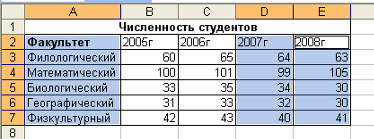 A B C D E
1 Численность студентов
2 Факультет 2005г 2006г 2007г 2008г
3 Филологический 60 65 64 63
4 Математический 100 101 99 105
5 Биологический 33 35 34 30
6 Географический 31 33 32 30
7 Физкультурный 42 43 40 41
8